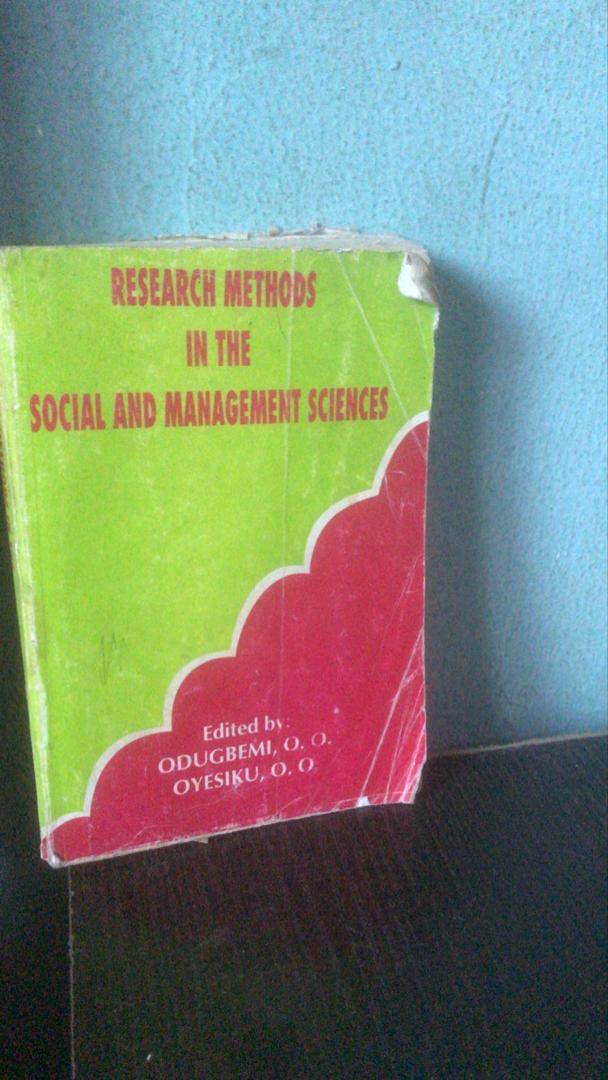 RESEARCH METHODS
IN THE
SOCIAL AND MANAGEMENT SCIENCES
Edited by:
ODUGBEMI, O. O.
OYESIKU, O. O